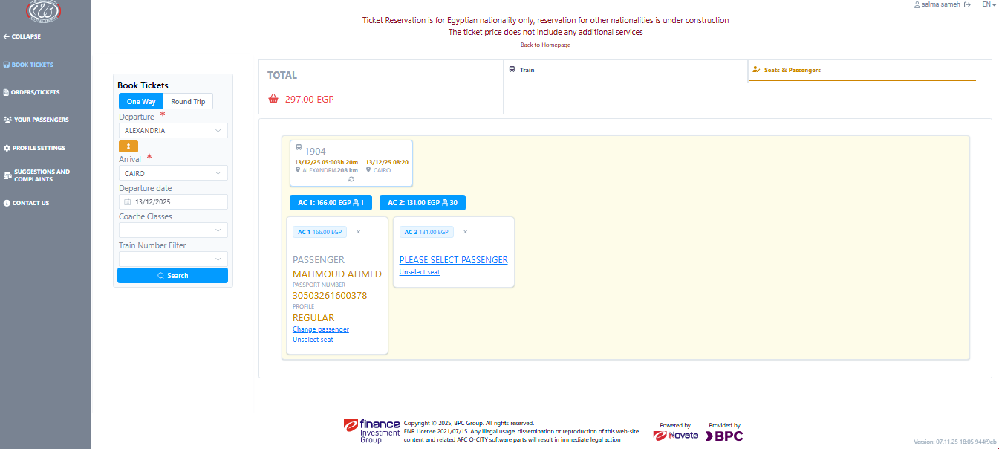 salma sameh
EN
COLLAPSE
BOOK TICKETS
ORDERS/TICKETS
YOUR PASSENGERS
PROFILE SETTINGS
SUGGESTIONS AND
COMPLAINTS
CONTACT US
Ticket Reservation is for Egyptian nationality only, reservation for other nationalities is under construction
The ticket price does not include any additional services
Back to Homepage
Book Tickets
One Way Round Trip
Departure *
ALEXANDRIA
Arrival *
CAIRO
Departure date
13/12/2025
Coache Classes
Train Number Filter
Search
TOTAL
297.00 EGP
Train
Seats & Passengers
1904
13/12/25 05:003h 20m 13/12/25 08:20
ALEXANDRIA208 km CAIRO
AC 1: 166.00 EGP 1
AC 2: 131.00 EGP 30
AC 1 166.00 EGP ×
PASSENGER
MAHMOUD AHMED
PASSPORT NUMBER
30503261600378
PROFILE
REGULAR
Change passenger
Unselect seat
AC 2 131.00 EGP ×
PLEASE SELECT PASSENGER
Unselect seat
finance
Investment
Group
Copyright © 2025, BPC Group. All rights reserved.
ENR License 2021/07/15. Any illegal usage, dissemination or reproduction of this web-site
content and related AFC O-CITY software parts will result in immediate legal action
Powered by
Novate
Provided by
BPC
Version: 07.11.25 18:05 944f9eb